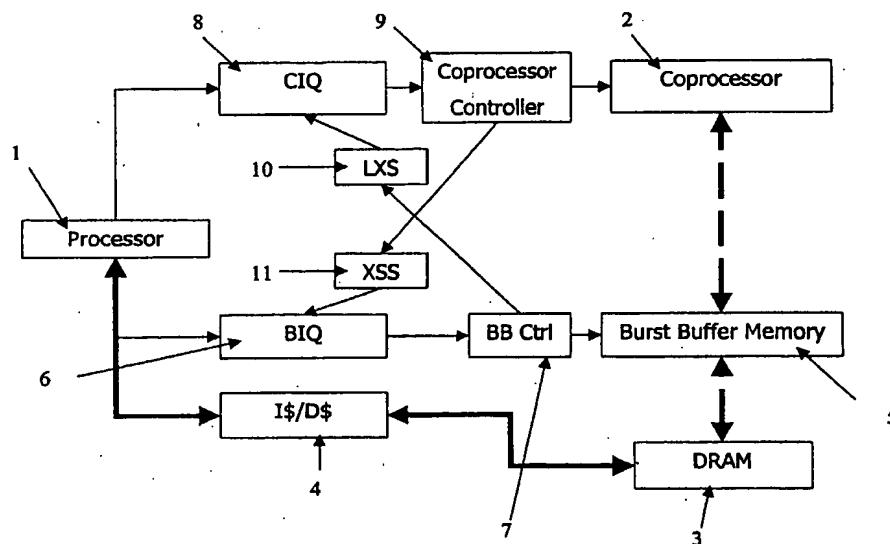 8
9
2
CIQ
Coprocessor
Controller
Coprocessor
1
10
LXS
Processor
11
XSS
BIQ
BB Ctrl
Burst Buffer Memory
6
5
I$/D$
DRAM
4
7
3